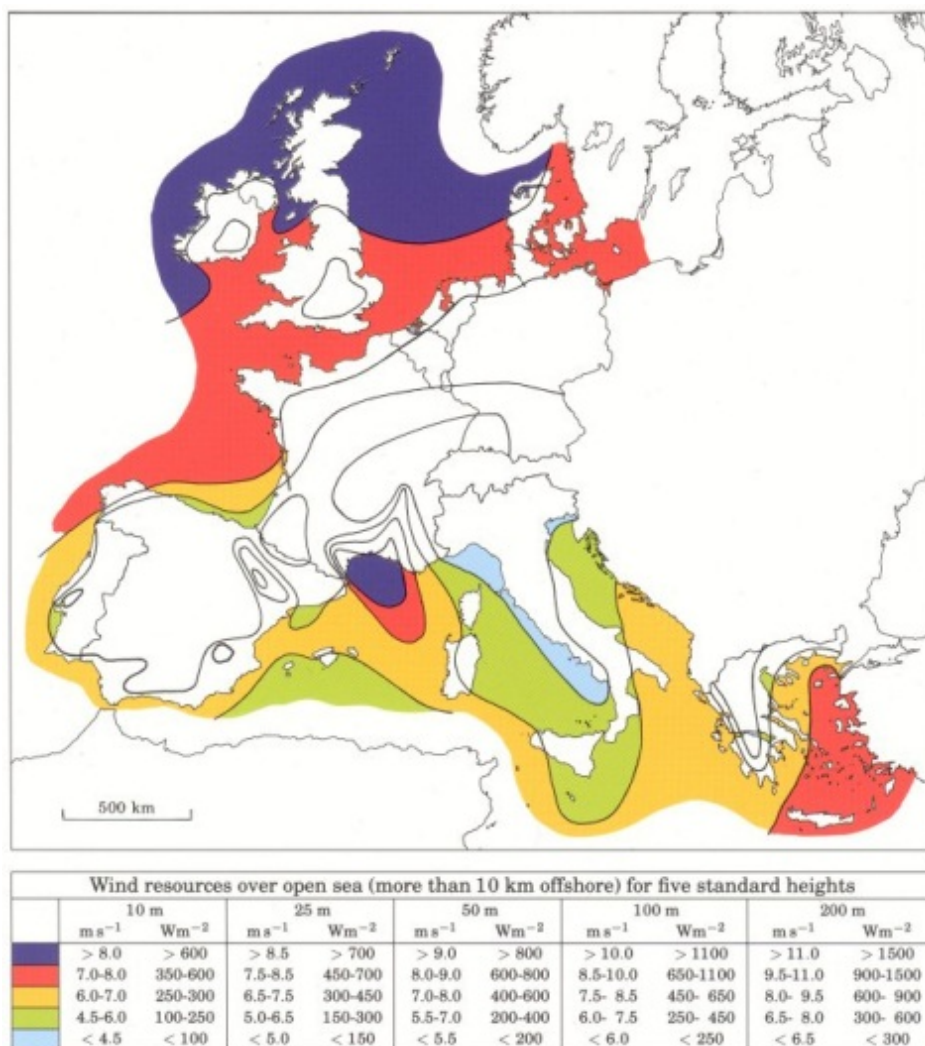 500 km
Wind resources over open sea (more than 10 km offshore) for five standard heights
10 m 25 m 50 m 100 m 200 m
m s⁻¹ Wm⁻² m s⁻¹ Wm⁻² m s⁻¹ Wm⁻² m s⁻¹ Wm⁻² m s⁻¹ Wm⁻²
> 8.0 >600 > 8.5 > 700 > 9.0 > 800 > 10.0 > 1100 > 11.0 > 1500
7.0-8.0 350-600 7.5-8.5 450-700 8.0-9.0 600-800 8.5-10.0 650-1100 9.5-11.0 900-1500
6.0-7.0 250-300 6.5-7.5 300-450 7.0-8.0 400-600 7.5- 8.5 450- 650 8.0- 9.5 600- 900
4.5-6.0 100-250 5.0-6.5 150-300 5.5-7.0 200-400 6.0- 7.5 250- 450 6.5- 8.0 300- 600
< 4.5 < 100 < 5.0 < 150 < 5.5 < 200 < 6.0 < 250 < 6.5 < 300